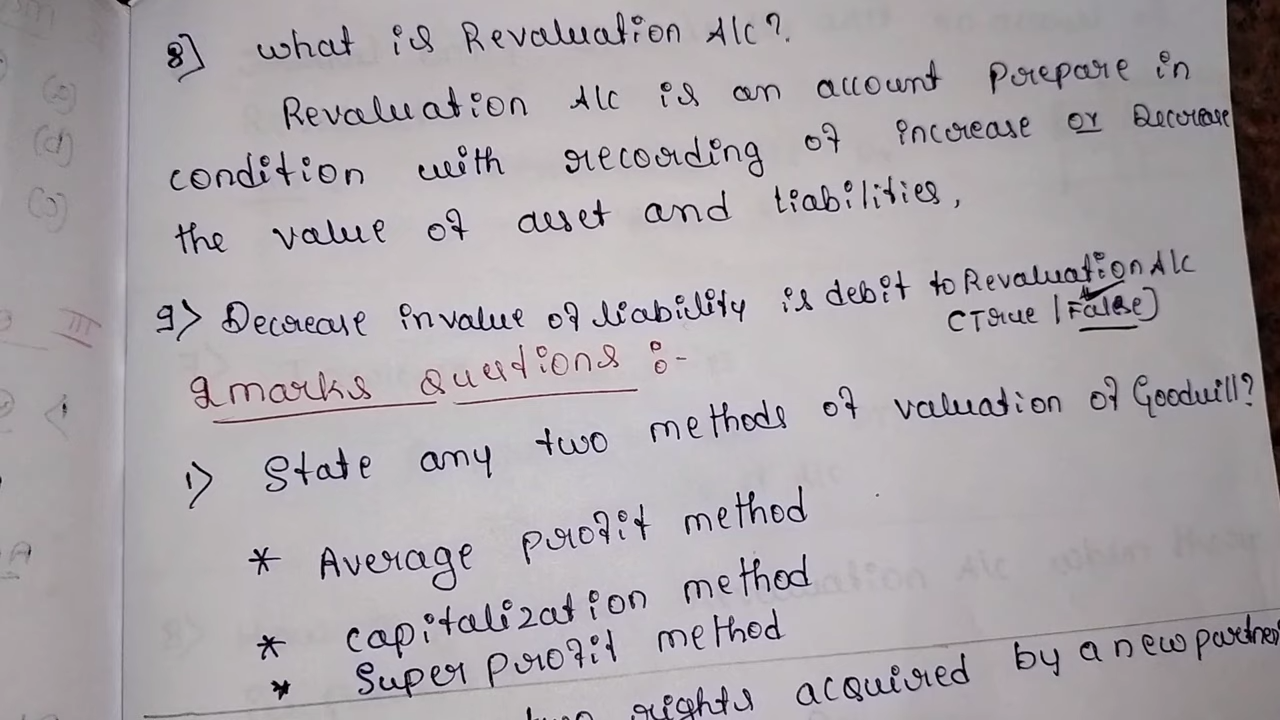 8] what is Revaluation A/c?
Revaluation A/c is an account prepare in
condition with recording of increase or Decrease
the value of asset and liabilities,
9> Decrease in value of liability is debit to Revaluation A/c
CTrue / False]
2marks questions :-
1) State any two methods of valuation of Goodwill?
* Average profit method
* capitalization method
* Super profit method
rights acquired by a new partner